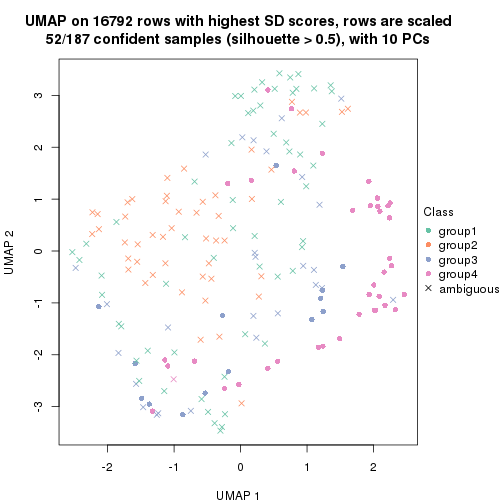 UMAP on 16792 rows with highest SD scores, rows are scaled
52/187 confident samples (silhouette > 0.5), with 10 PCs
3
2
1
0
-1
-2
-3
UMAP 2
-2
-1
0
1
2
UMAP 1
Class
group1
group2
group3
group4
ambiguous